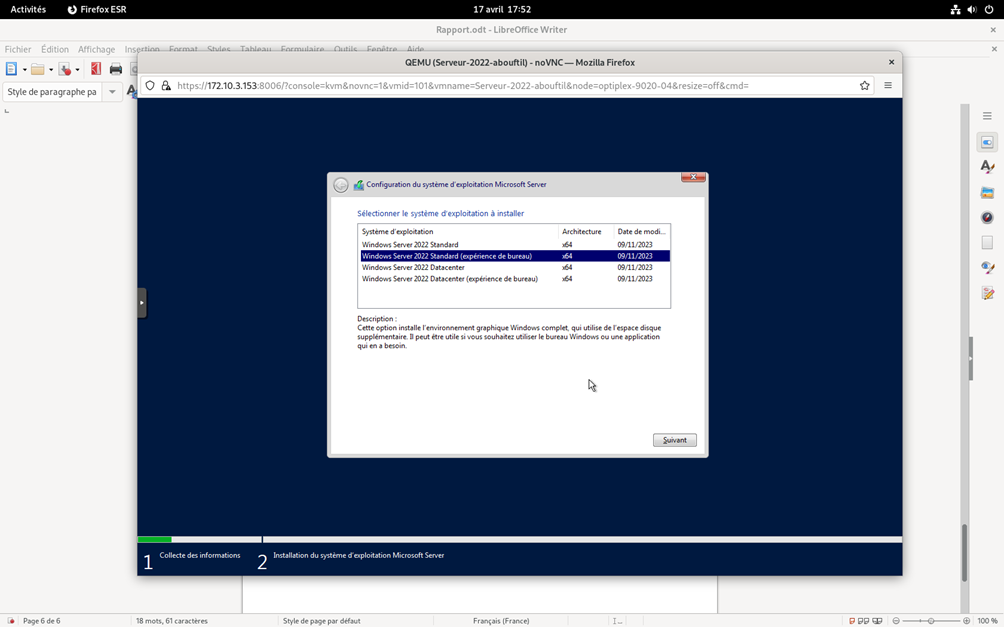 Activités Firefox ESR 17 avril 17:52
Rapport.odt - LibreOffice Writer
Fichier Édition Affichage Insertion Format Styles Tableau Formulaire Outils Fenêtre Aide
QEMU (Serveur-2022-abouftil) - noVNC — Mozilla Firefox
https://172.10.3.153:8006/?console=kvm&novnc=1&vmid=101&vmname=Serveur-2022-abouftil&node=optiplex-9020-04&resize=off&cmd=
Style de paragraphe pa
Configuration du système d'exploitation Microsoft Server
Sélectionner le système d'exploitation à installer
Système d'exploitation Architecture Date de modi...
Windows Server 2022 Standard x64 09/11/2023
Windows Server 2022 Standard (expérience de bureau) x64 09/11/2023
Windows Server 2022 Datacenter x64 09/11/2023
Windows Server 2022 Datacenter (expérience de bureau) x64 09/11/2023
Description :
Cette option installe l'environnement graphique Windows complet, qui utilise de l'espace disque
supplémentaire. Il peut être utile si vous souhaitez utiliser le bureau Windows ou une application
qui en a besoin.
Suivant
1 Collecte des informations 2 Installation du système d'exploitation Microsoft Server
Page 6 de 6 18 mots, 61 caractères Style de page par défaut Français (France) 100 %